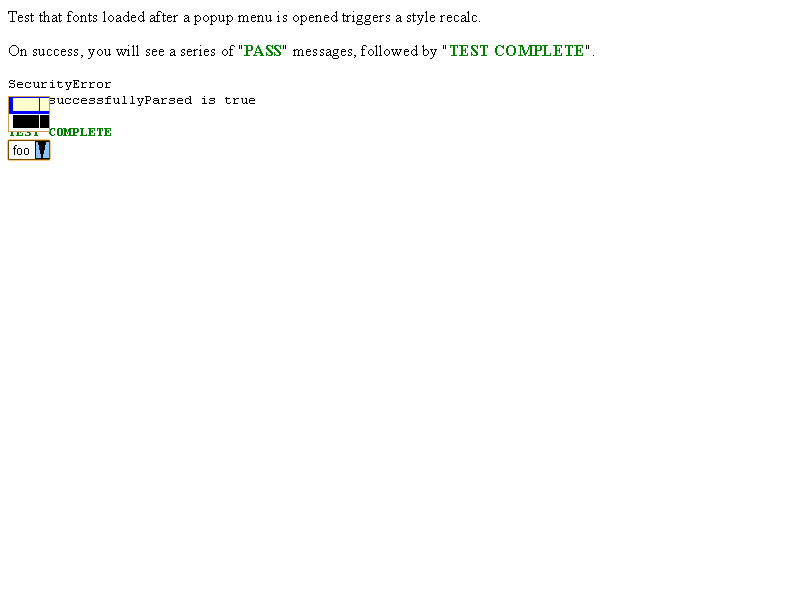 Test that fonts loaded after a popup menu is opened triggers a style recalc.
On success, you will see a series of "PASS" messages, followed by "TEST COMPLETE".
SecurityError
successfullyParsed is true
TEST COMPLETE
foo